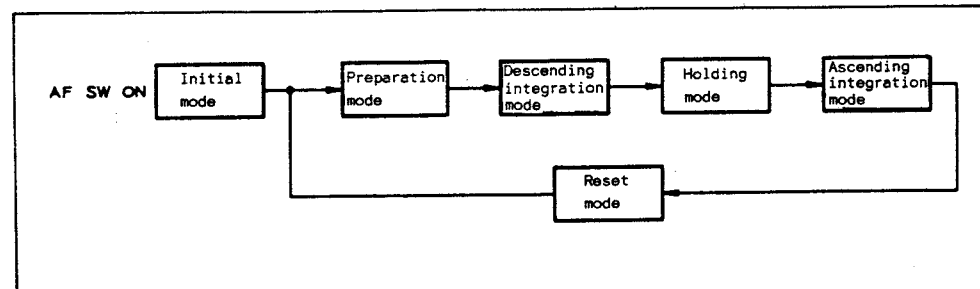 AF SW ON
Initial
mode
Preparation
mode
Descending
integration
mode
Holding
mode
Ascending
integration
mode
Reset
mode